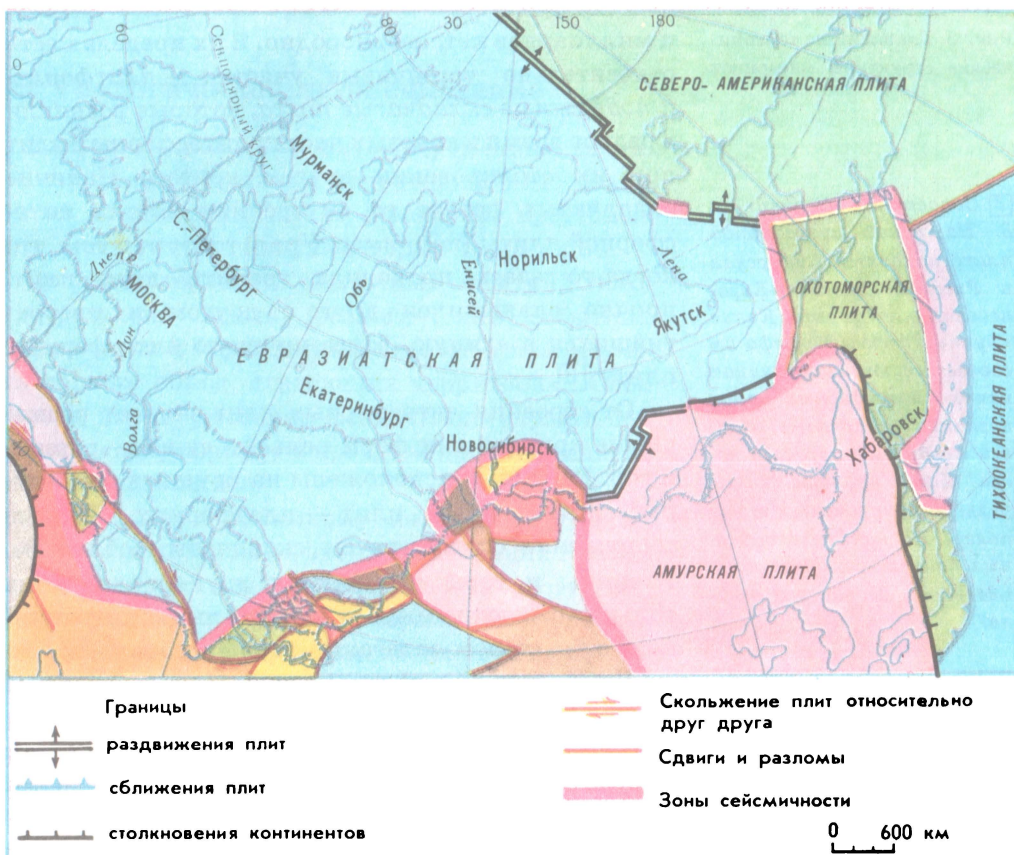 60
80
30
150
180
0
Сев. полярный круг
СЕВЕРО-АМЕРИКАНСКАЯ ПЛИТА
Мурманск
С.-Петербург
Днепр
МОСКВА
Дон
Обь
Енисей
Норильск
Лена
Якутск
ОХОТОМОРСКАЯ
ПЛИТА
ТИХООКЕАНСКАЯ ПЛИТА
ЕВРАЗИАТСКАЯ ПЛИТА
Екатеринбург
Волга
Новосибирск
Хабаровск
40
АМУРСКАЯ ПЛИТА
Границы
раздвижения плит
сближения плит
столкновения континентов
Скольжение плит относительно
друг друга
Сдвиги и разломы
Зоны сейсмичности
0 600 км